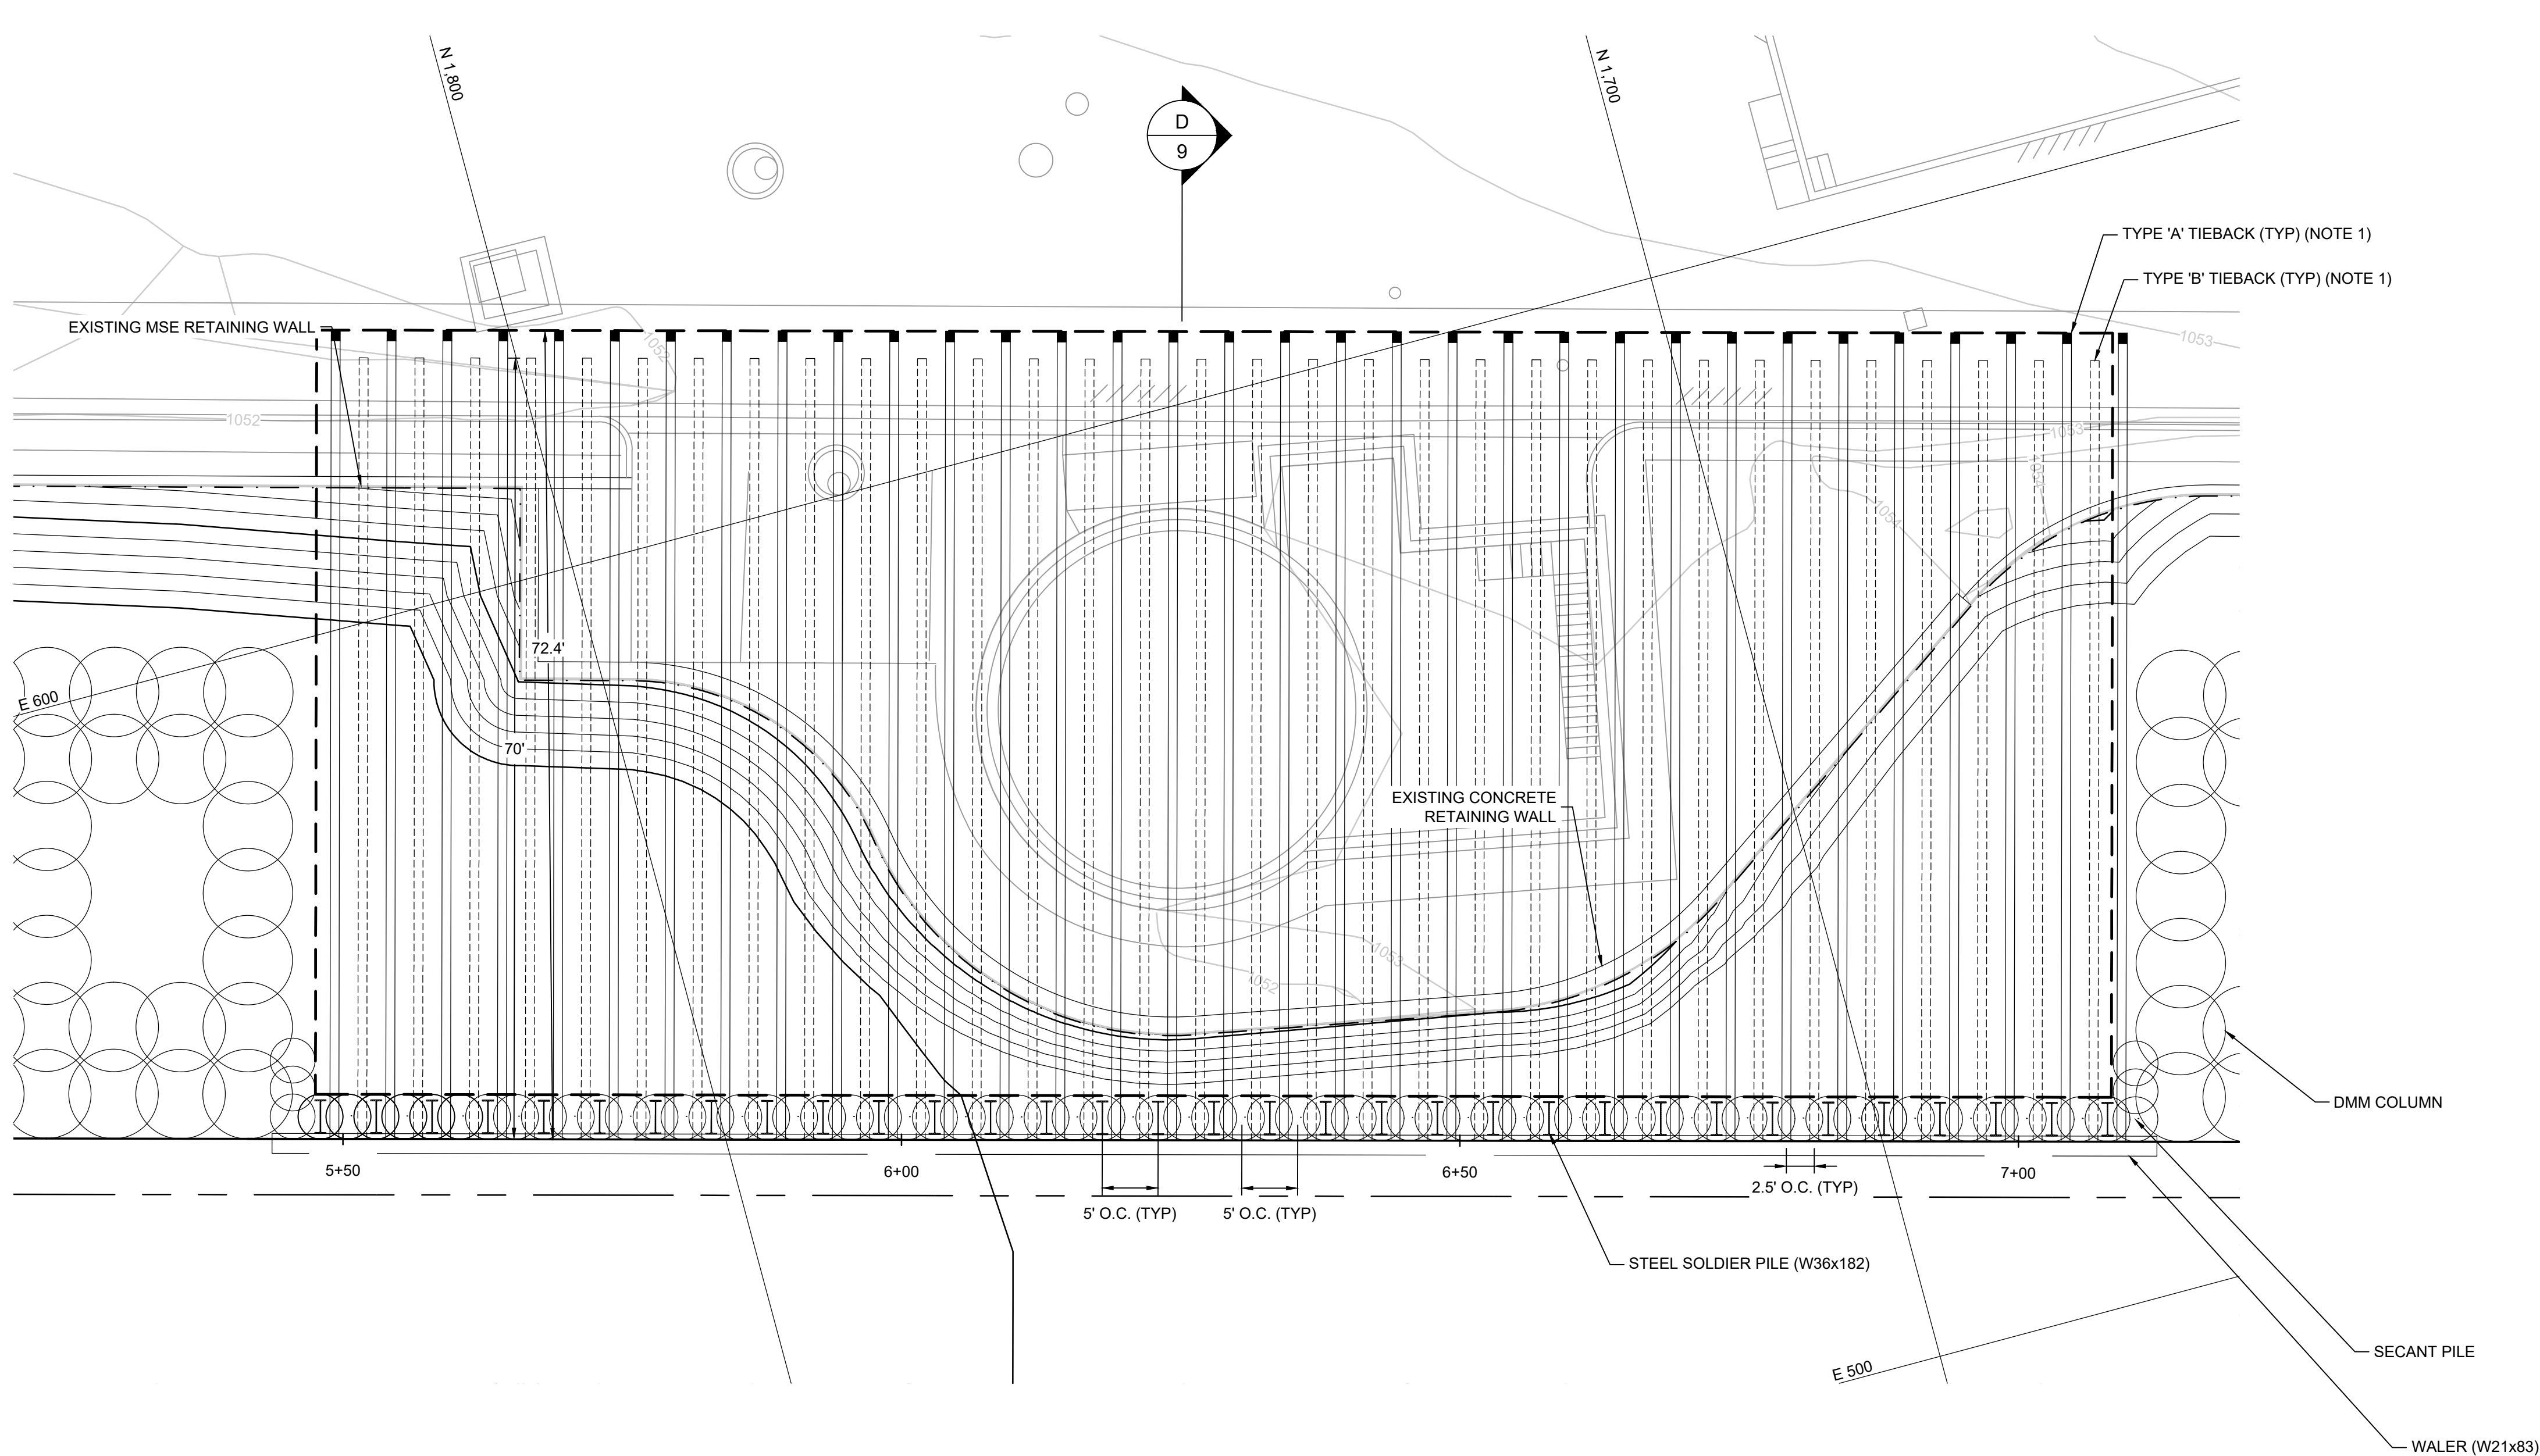 N 1,800
N 1,700
D
9
TYPE 'A' TIEBACK (TYP) (NOTE 1)
TYPE 'B' TIEBACK (TYP) (NOTE 1)
EXISTING MSE RETAINING WALL
1052
1053
1052
1053
1054
1054
72.4'
E 600
70'
EXISTING CONCRETE
RETAINING WALL
1053
1052
DMM COLUMN
5+50
6+00
6+50
7+00
2.5' O.C. (TYP)
5' O.C. (TYP)
5' O.C. (TYP)
STEEL SOLDIER PILE (W36x182)
SECANT PILE
E 500
WALER (W21x83)